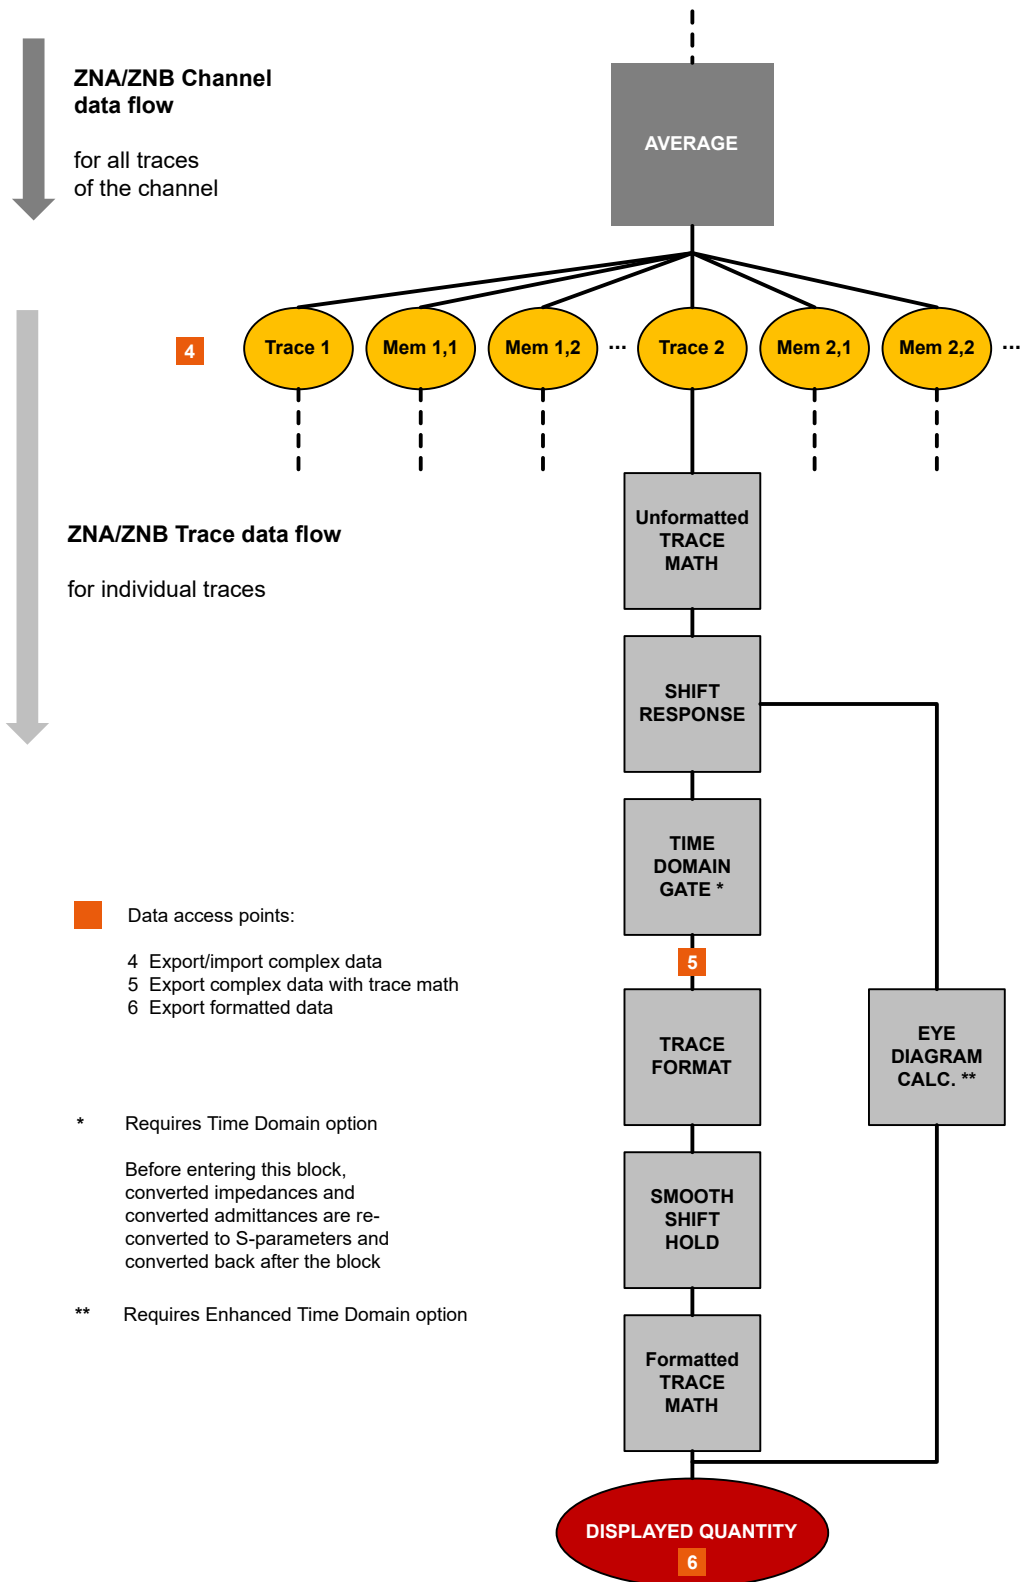 ZNA/ZNB Channel
data flow
for all traces
of the channel
AVERAGE
4
Trace 1
Mem 1,1
Mem 1,2
...
Trace 2
Mem 2,1
Mem 2,2
...
ZNA/ZNB Trace data flow
for individual traces
Unformatted
TRACE
MATH
SHIFT
RESPONSE
TIME
DOMAIN
GATE *
5
TRACE
FORMAT
EYE
DIAGRAM
CALC. **
SMOOTH
SHIFT
HOLD
Formatted
TRACE
MATH
DISPLAYED QUANTITY
6
Data access points:
4 Export/import complex data
5 Export complex data with trace math
6 Export formatted data
* Requires Time Domain option
Before entering this block,
converted impedances and
converted admittances are re-
converted to S-parameters and
converted back after the block
** Requires Enhanced Time Domain option